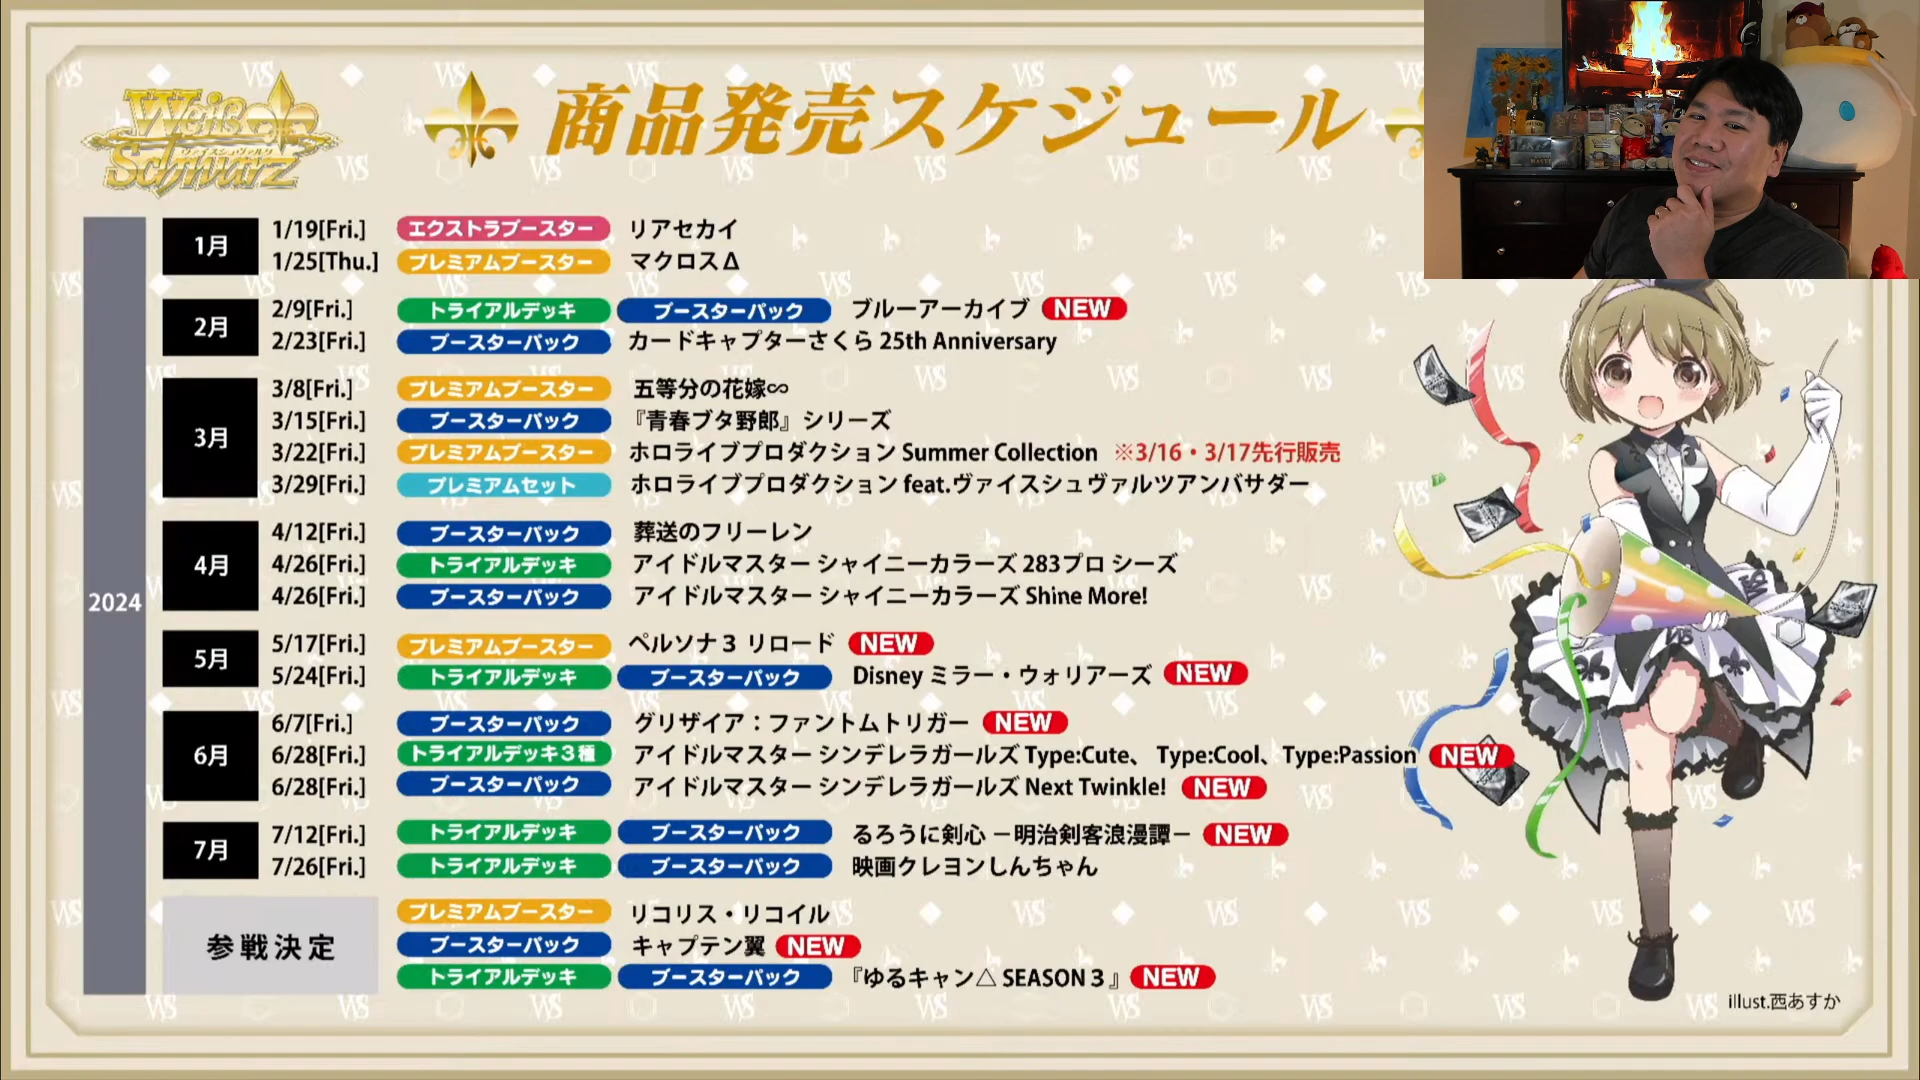 Weiß Schwarz
ヴァイスシュヴァルツ
商品発売スケジュール
2024
1月
1/19[Fri.] エクストラブースター リアセカイ
1/25[Thu.] プレミアムブースター マクロスΔ
2月
2/9[Fri.] トライアルデッキ ブースターパック ブルーアーカイブ NEW
2/23[Fri.] ブースターパック カードキャプターさくら 25th Anniversary
3月
3/8[Fri.] プレミアムブースター 五等分の花嫁∞
3/15[Fri.] ブースターパック 『青春ブタ野郎』シリーズ
3/22[Fri.] プレミアムブースター ホロライブプロダクション Summer Collection ※3/16・3/17先行販売
3/29[Fri.] プレミアムセット ホロライブプロダクション feat.ヴァイスシュヴァルツアンバサダー
4月
4/12[Fri.] ブースターパック 葬送のフリーレン
4/26[Fri.] トライアルデッキ アイドルマスター シャイニーカラーズ 283プロ シーズ
4/26[Fri.] ブースターパック アイドルマスター シャイニーカラーズ Shine More!
5月
5/17[Fri.] プレミアムブースター ペルソナ3 リロード NEW
5/24[Fri.] トライアルデッキ ブースターパック Disney ミラー・ウォリアーズ NEW
6月
6/7[Fri.] ブースターパック グリザイア：ファントムトリガー NEW
6/28[Fri.] トライアルデッキ3種 アイドルマスター シンデレラガールズ Type:Cute、Type:Cool、Type:Passion NEW
6/28[Fri.] ブースターパック アイドルマスター シンデレラガールズ Next Twinkle! NEW
7月
7/12[Fri.] トライアルデッキ ブースターパック るろうに剣心 －明治剣客浪漫譚－ NEW
7/26[Fri.] トライアルデッキ ブースターパック 映画クレヨンしんちゃん
参戦決定
プレミアムブースター リコリス・リコイル
ブースターパック キャプテン翼 NEW
トライアルデッキ ブースターパック 『ゆるキャン△ SEASON３』 NEW
illust.西あすか